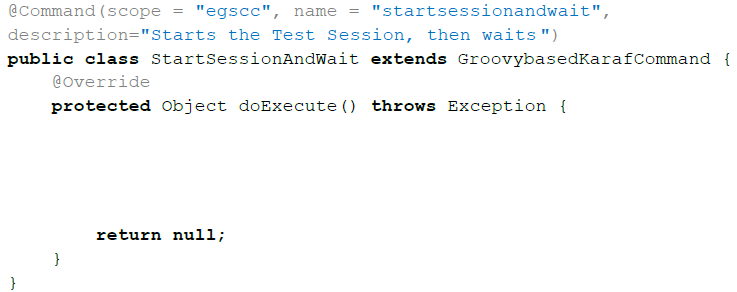 @Command(scope = "egscc", name = "startsessionandwait",
description="Starts the Test Session, then waits")
public class StartSessionAndWait extends GroovybasedKarafCommand {
    @Override
    protected Object doExecute() throws Exception {
        return null;
    }
}